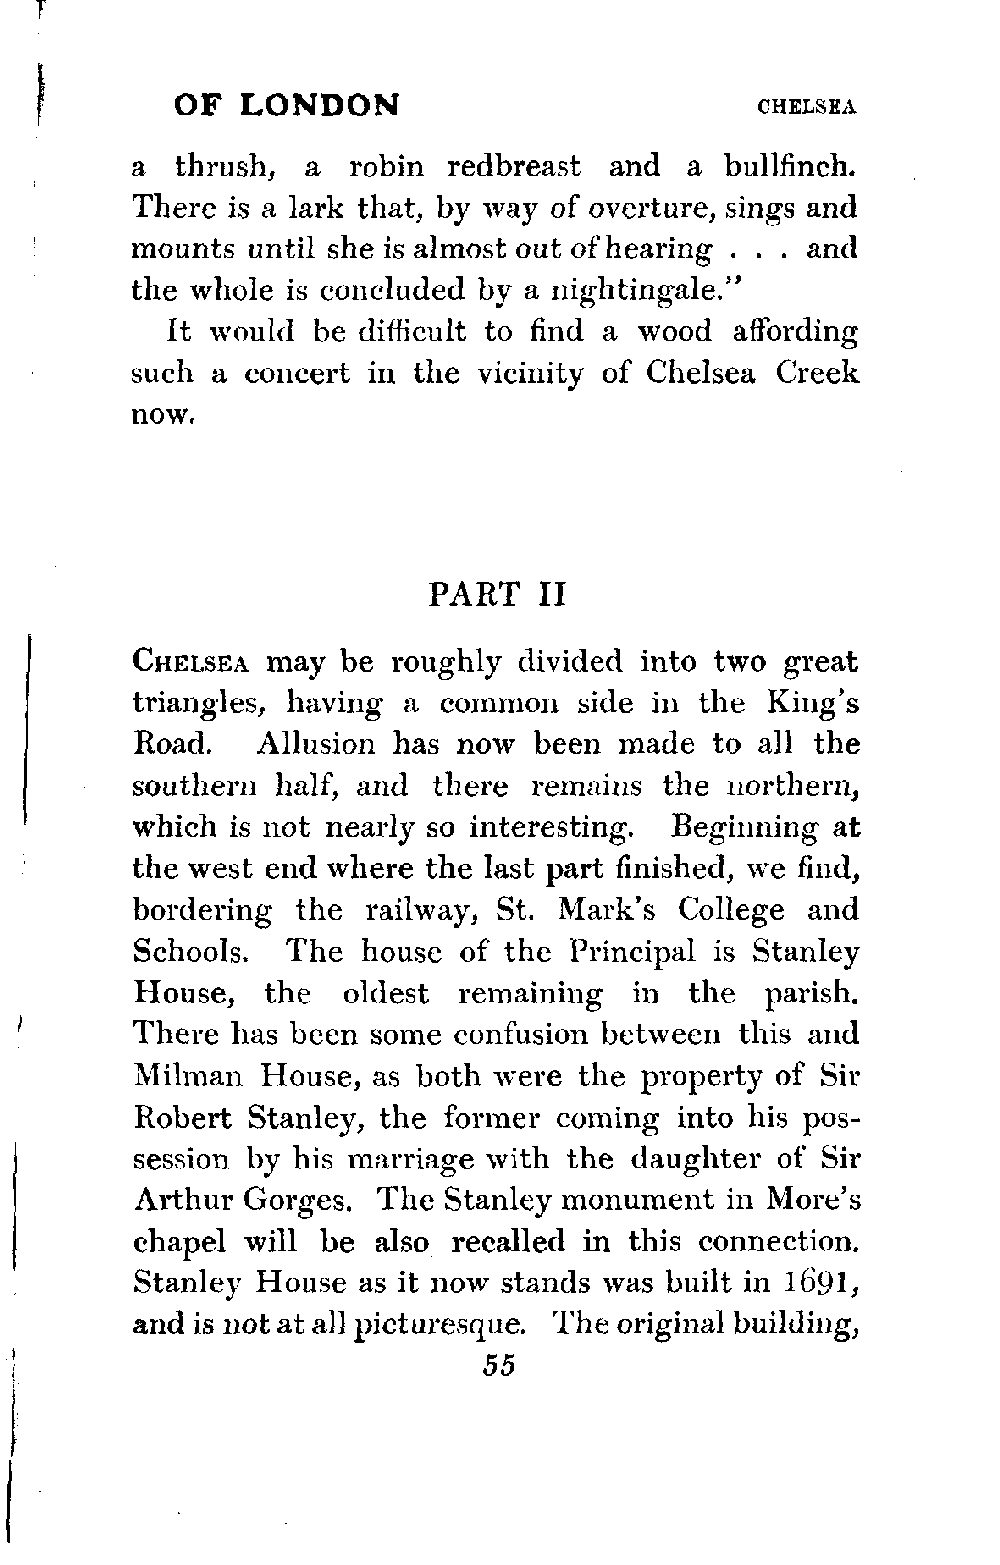 OF LONDON CHELSEA
a thrush, a robin redbreast and a bullfinch.
There is a lark that, by way of overture, sings and
mounts until she is almost out of hearing . . . and
the whole is concluded by a nightingale."
It would be difficult to find a wood affording
such a concert in the vicinity of Chelsea Creek
now.
PART II
CHELSEA may be roughly divided into two great
triangles, having a common side in the King's
Road. Allusion has now been made to all the
southern half, and there remains the northern,
which is not nearly so interesting. Beginning at
the west end where the last part finished, we find,
bordering the railway, St. Mark's College and
Schools. The house of the Principal is Stanley
House, the oldest remaining in the parish.
There has been some confusion between this and
Milman House, as both were the property of Sir
Robert Stanley, the former coming into his pos-
session by his marriage with the daughter of Sir
Arthur Gorges. The Stanley monument in More's
chapel will be also recalled in this connection.
Stanley House as it now stands was built in 1691,
and is not at all picturesque. The original building,
55